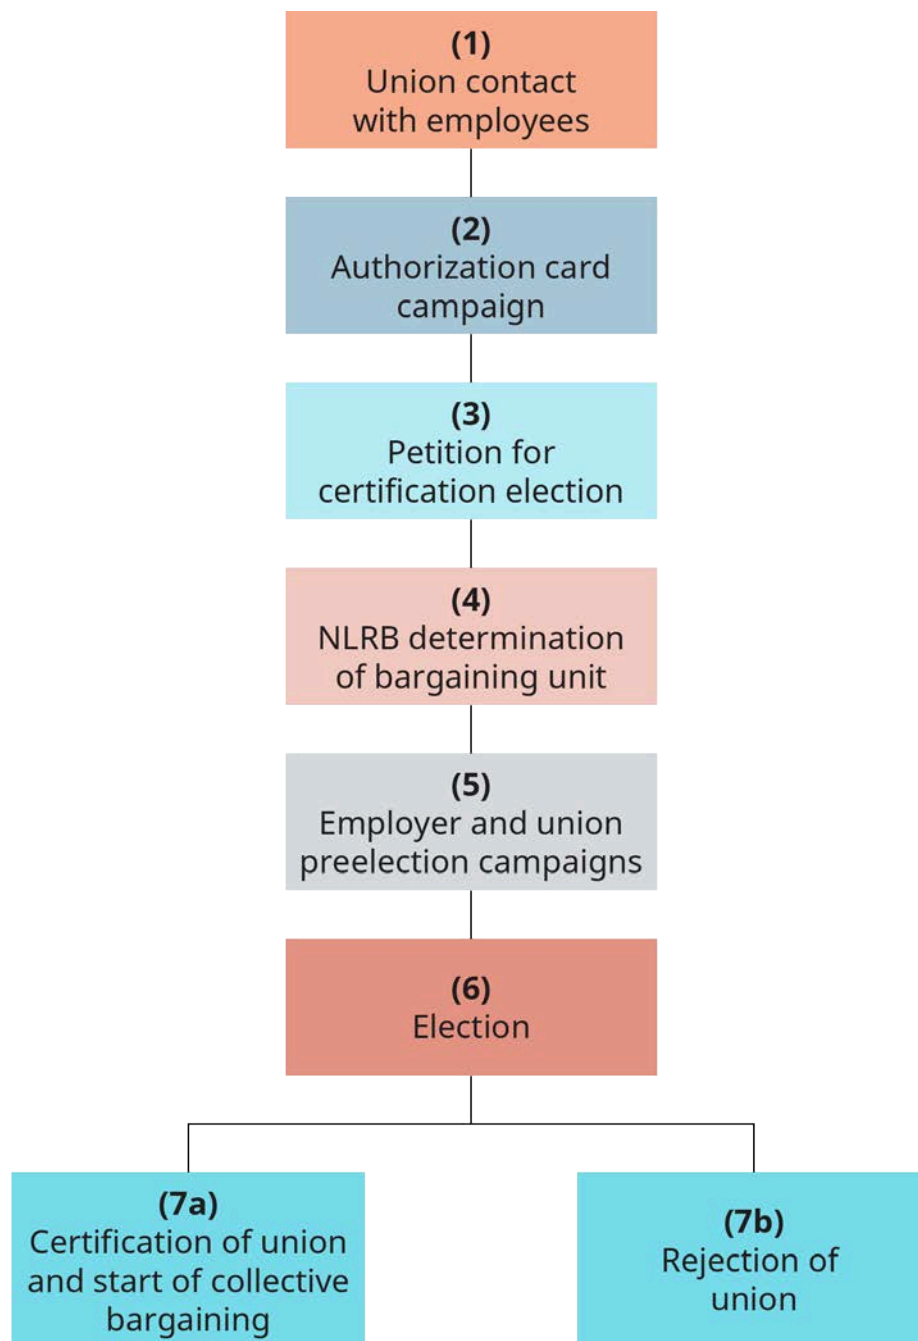 (1)
Union contact
with employees
(2)
Authorization card
campaign
(3)
Petition for
certification election
(4)
NLRB determination
of bargaining unit
(5)
Employer and union
preelection campaigns
(6)
Election
(7a)
Certification of union
and start of collective
bargaining
(7b)
Rejection of
union